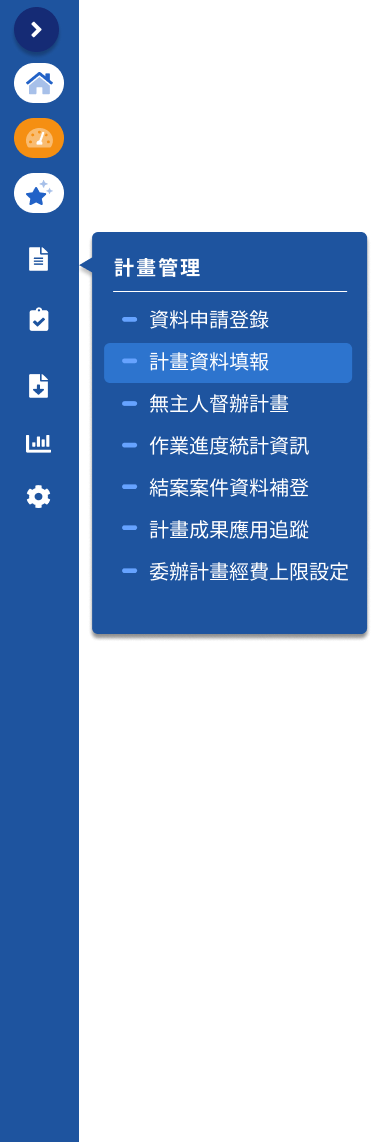 計畫管理
資料申請登錄
計畫資料填報
無主人督辦計畫
作業進度統計資訊
結案案件資料補登
計畫成果應用追蹤
委辦計畫經費上限設定